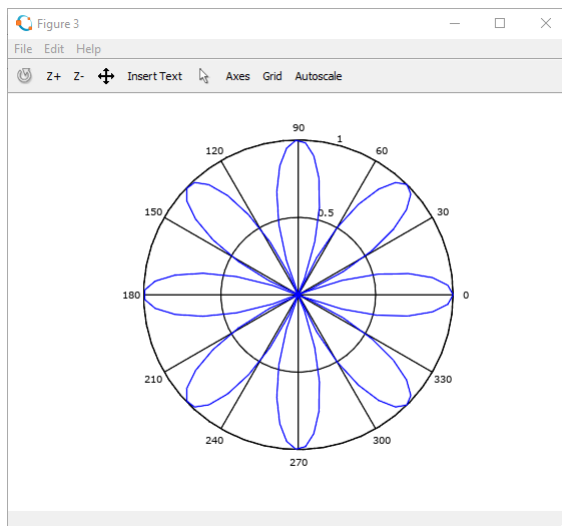 Figure 3
File Edit Help
Z+ Z- Insert Text Axes Grid Autoscale
90
120 1 60
150 0.5 30
180 0
210 330
240 300
270